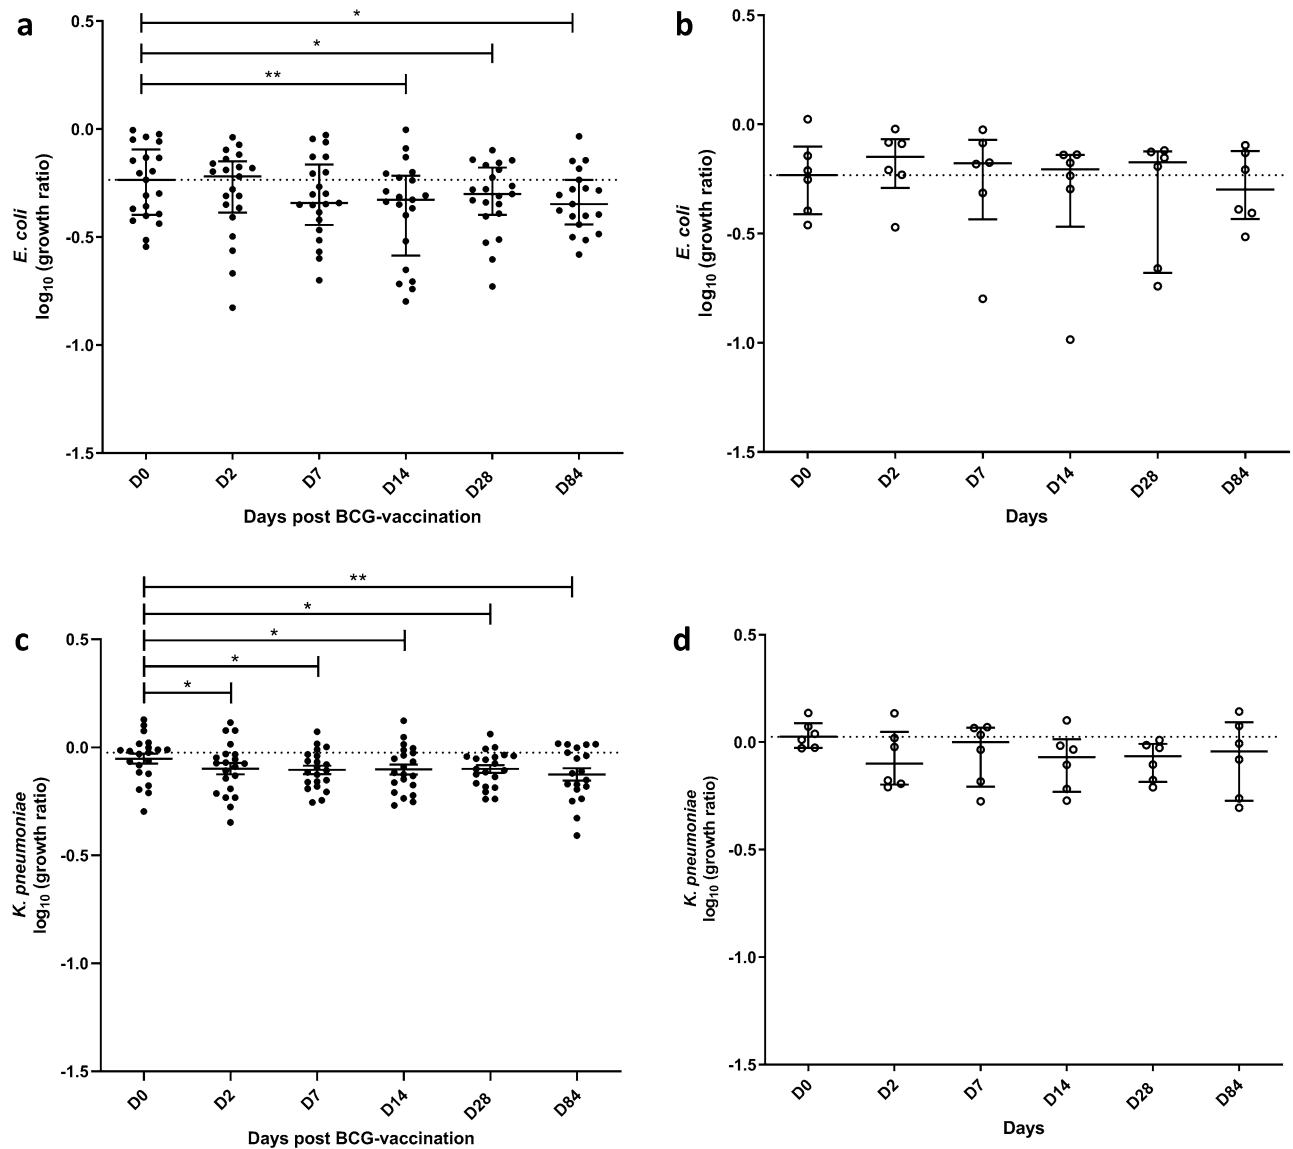 a
*
*
**
0.5
0.0
-0.5
-1.0
-1.5
E. coli
log10 (growth ratio)
D0 D2 D7 D14 D28 D84
Days post BCG-vaccination
b
0.5
0.0
-0.5
-1.0
-1.5
E. coli
log10 (growth ratio)
D0 D2 D7 D14 D28 D84
Days
c
**
*
*
*
*
0.5
0.0
-0.5
-1.0
-1.5
K. pneumoniae
log10 (growth ratio)
D0 D2 D7 D14 D28 D84
Days post BCG-vaccination
d
0.5
0.0
-0.5
-1.0
-1.5
K. pneumoniae
log10 (growth ratio)
D0 D2 D7 D14 D28 D84
Days